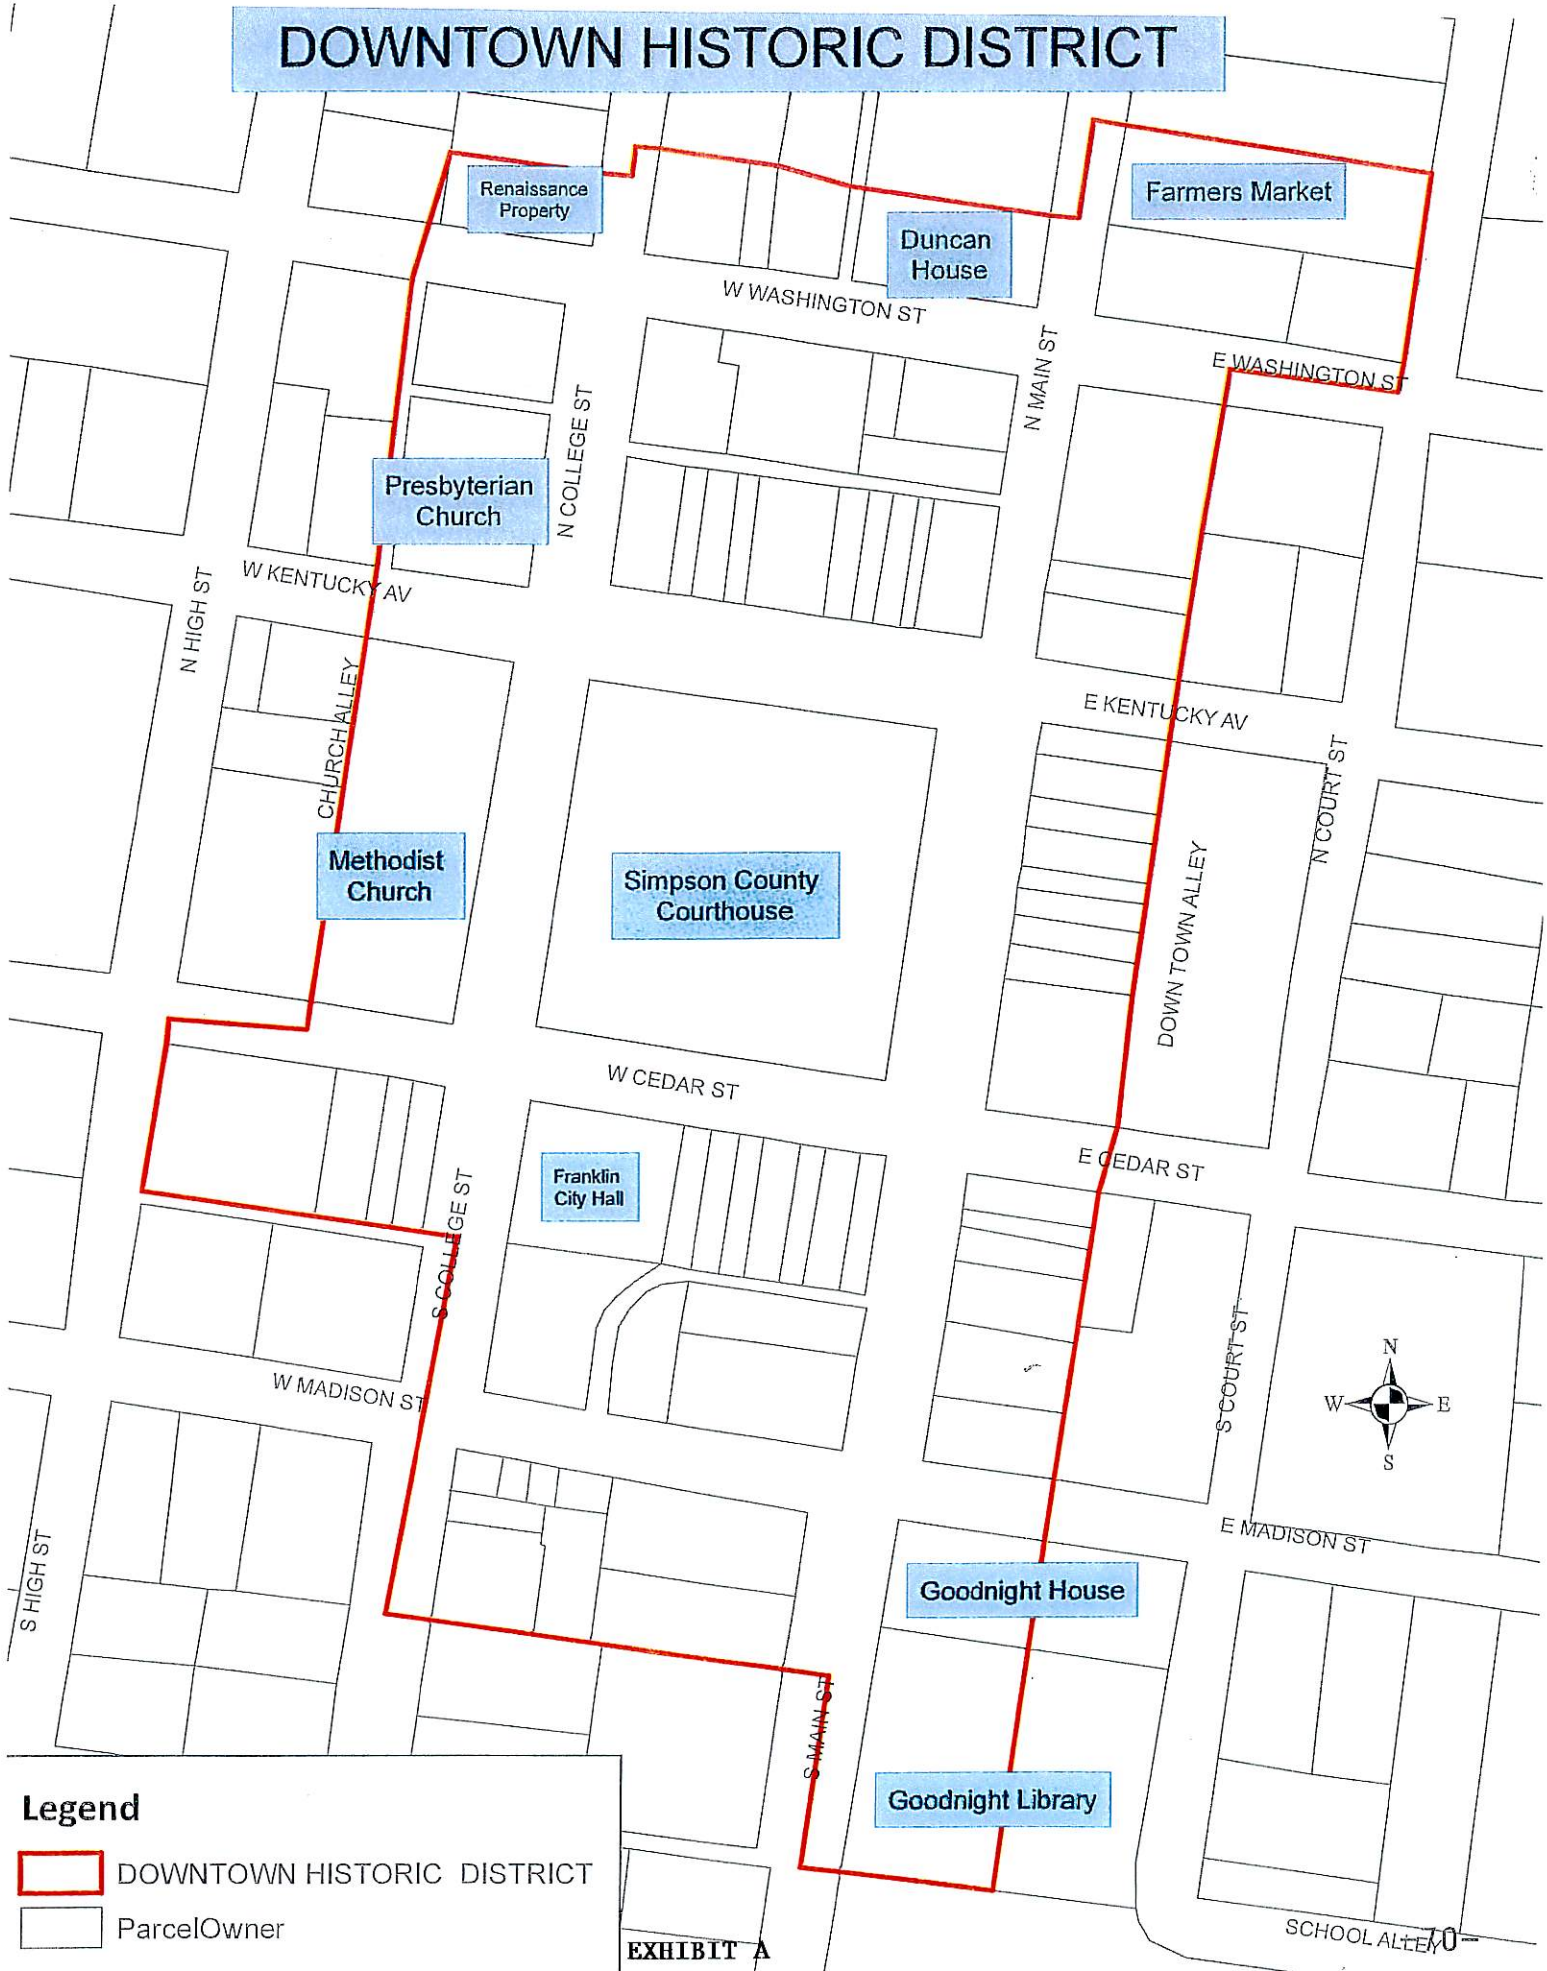 DOWNTOWN HISTORIC DISTRICT
Renaissance
Property
Farmers Market
Duncan
House
W WASHINGTON ST
N MAIN ST
E WASHINGTON ST
N COLLEGE ST
Presbyterian
Church
W KENTUCKY AV
N HIGH ST
CHURCH ALLEY
E KENTUCKY AV
N COURT ST
Methodist
Church
Simpson County
Courthouse
DOWN TOWN ALLEY
W CEDAR ST
E CEDAR ST
Franklin
City Hall
S COLLEGE ST
W MADISON ST
S COURT ST
N
W
E
S
E MADISON ST
S HIGH ST
Goodnight House
S MAIN ST
Goodnight Library
Legend
DOWNTOWN HISTORIC DISTRICT
ParcelOwner
EXHIBIT A
SCHOOL ALLEY
-70-